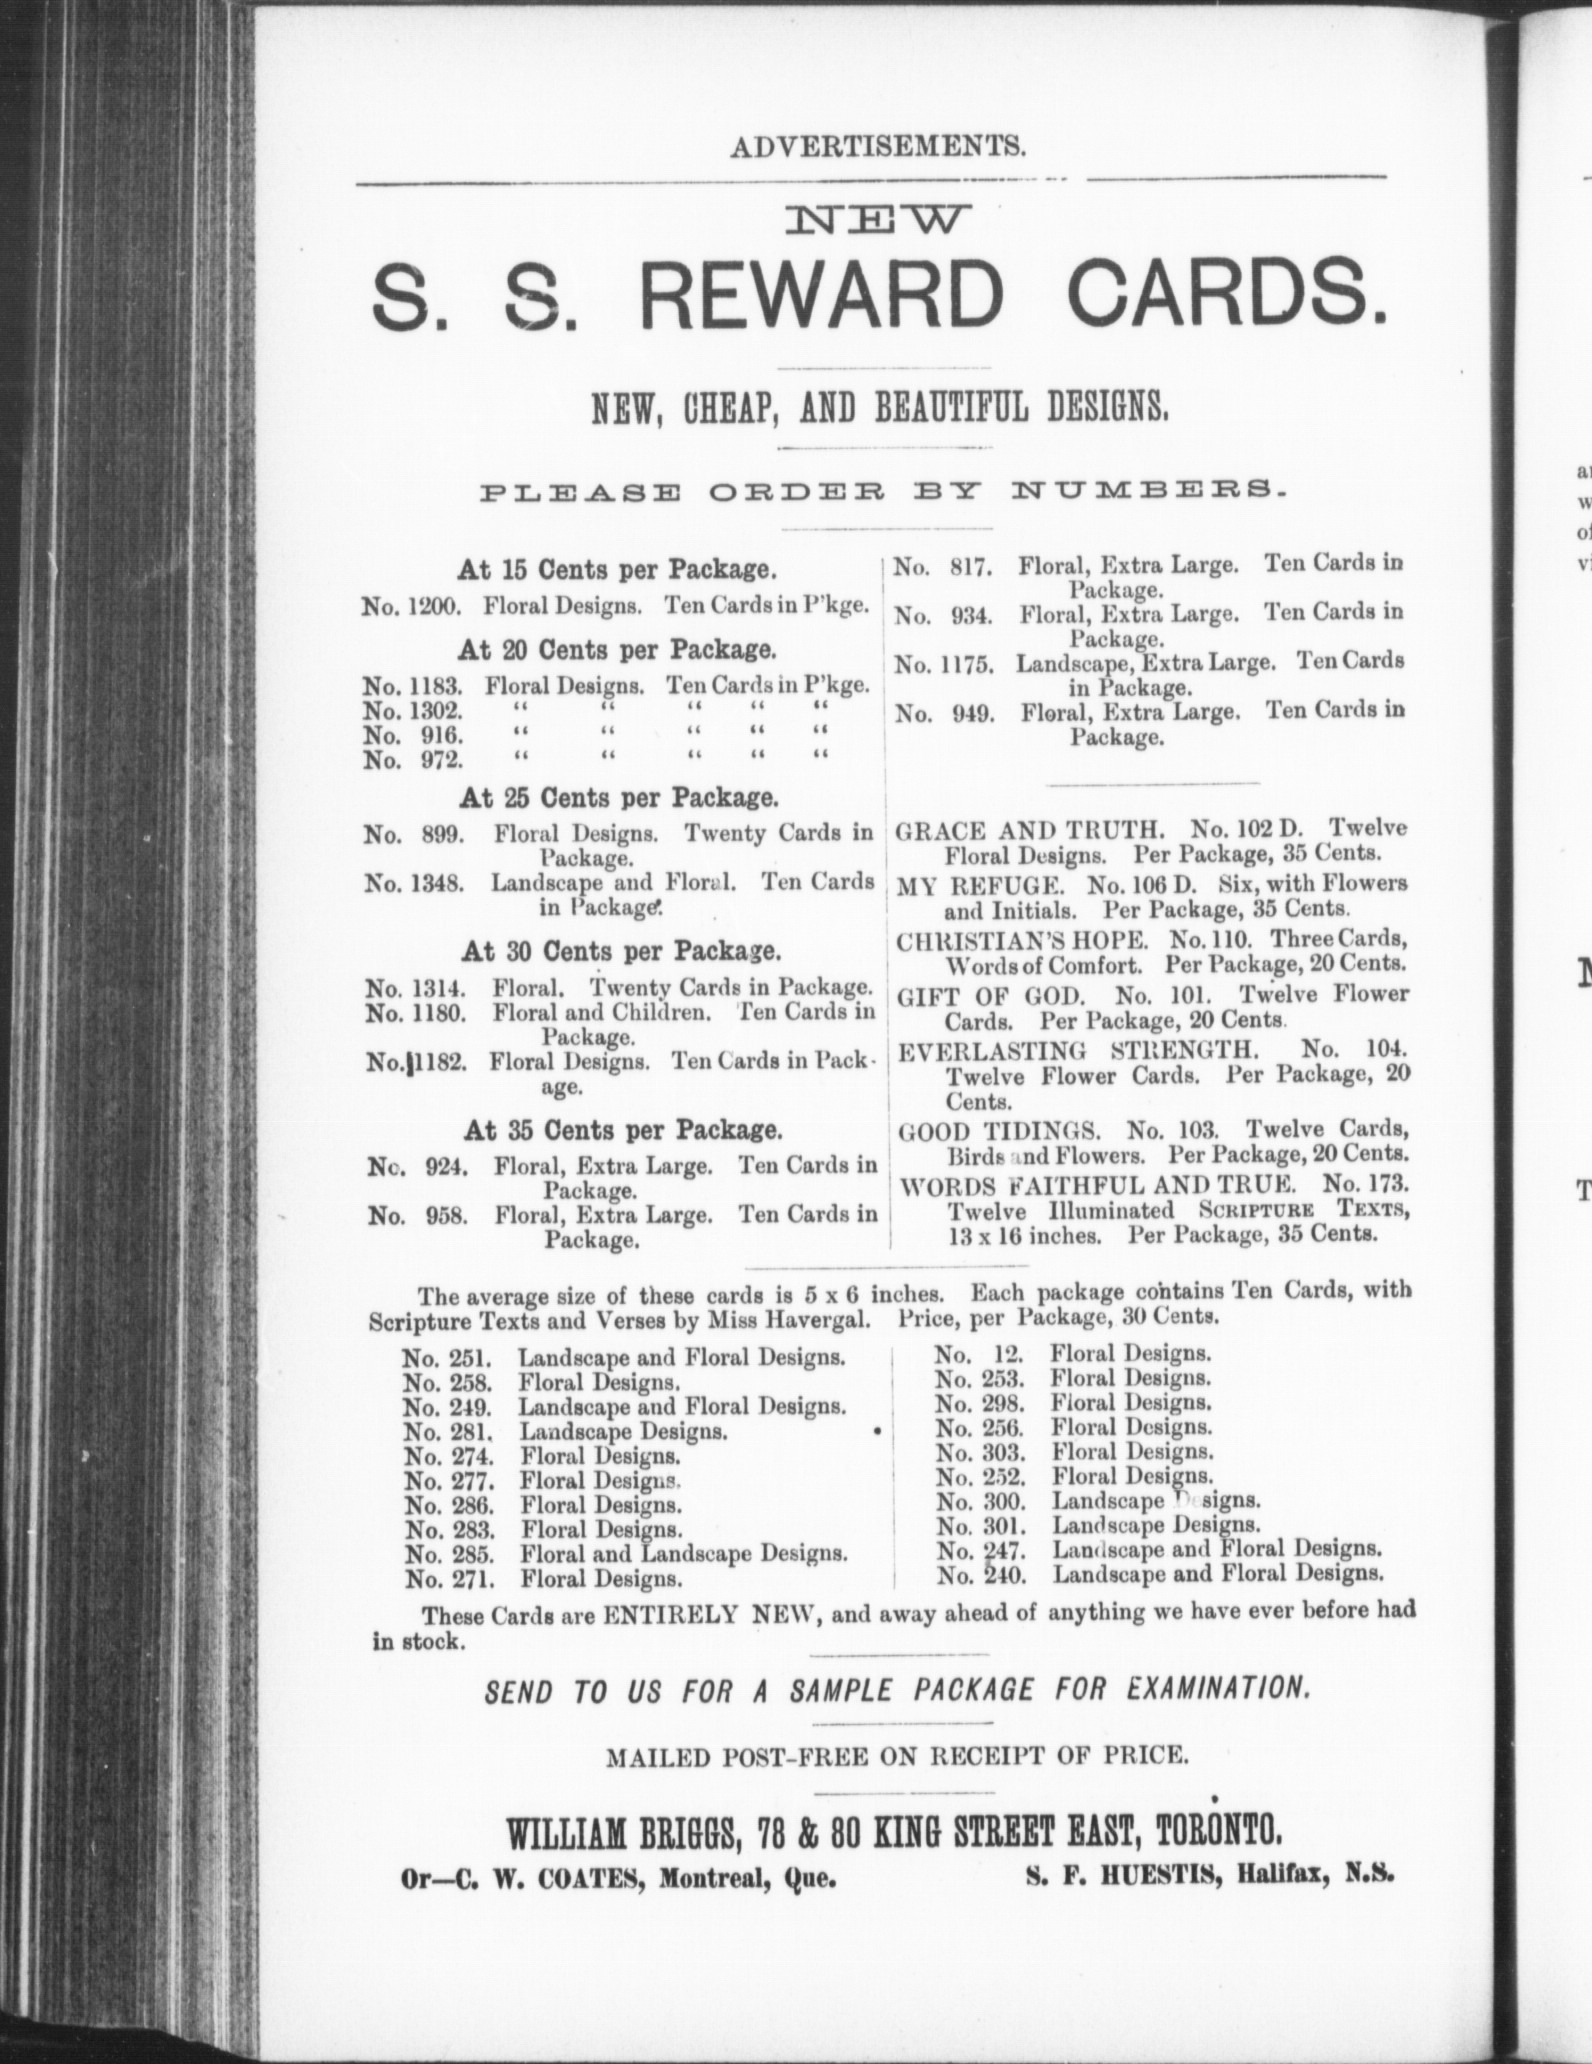 ADVERTISEMENTS.
NEW
S. S. REWARD CARDS.
NEW, CHEAP, AND BEAUTIFUL DESIGNS.
PLEASE ORDER BY NUMBERS.
At 15 Cents per Package.
No. 1200. Floral Designs. Ten Cards in P'kge.
At 20 Cents per Package.
No. 1183. Floral Designs. Ten Cards in P'kge.
No. 1302. " " " " "
No. 916. " " " " "
No. 972. " " " " "
At 25 Cents per Package.
No. 899. Floral Designs. Twenty Cards in
Package.
No. 1348. Landscape and Floral. Ten Cards
in Package.
At 30 Cents per Package.
No. 1314. Floral. Twenty Cards in Package.
No. 1180. Floral and Children. Ten Cards in
Package.
No. 1182. Floral Designs. Ten Cards in Pack-
age.
At 35 Cents per Package.
No. 924. Floral, Extra Large. Ten Cards in
Package.
No. 958. Floral, Extra Large. Ten Cards in
Package.
No. 817. Floral, Extra Large. Ten Cards in
Package.
No. 934. Floral, Extra Large. Ten Cards in
Package.
No. 1175. Landscape, Extra Large. Ten Cards
in Package.
No. 949. Floral, Extra Large. Ten Cards in
Package.
GRACE AND TRUTH. No. 102 D. Twelve
Floral Designs. Per Package, 35 Cents.
MY REFUGE. No. 106 D. Six, with Flowers
and Initials. Per Package, 35 Cents.
CHRISTIAN'S HOPE. No. 110. Three Cards,
Words of Comfort. Per Package, 20 Cents.
GIFT OF GOD. No. 101. Twelve Flower
Cards. Per Package, 20 Cents.
EVERLASTING STRENGTH. No. 104.
Twelve Flower Cards. Per Package, 20
Cents.
GOOD TIDINGS. No. 103. Twelve Cards,
Birds and Flowers. Per Package, 20 Cents.
WORDS FAITHFUL AND TRUE. No. 173.
Twelve Illuminated SCRIPTURE TEXTS,
13 x 16 inches. Per Package, 35 Cents.
The average size of these cards is 5 x 6 inches. Each package contains Ten Cards, with
Scripture Texts and Verses by Miss Havergal. Price, per Package, 30 Cents.
No. 251. Landscape and Floral Designs.
No. 258. Floral Designs.
No. 249. Landscape and Floral Designs.
No. 281. Landscape Designs.
No. 274. Floral Designs.
No. 277. Floral Designs.
No. 286. Floral Designs.
No. 283. Floral Designs.
No. 285. Floral and Landscape Designs.
No. 271. Floral Designs.
No. 12. Floral Designs.
No. 253. Floral Designs.
No. 298. Floral Designs.
No. 256. Floral Designs.
No. 303. Floral Designs.
No. 252. Floral Designs.
No. 300. Landscape Designs.
No. 301. Landscape Designs.
No. 247. Landscape and Floral Designs.
No. 240. Landscape and Floral Designs.
These Cards are ENTIRELY NEW, and away ahead of anything we have ever before had
in stock.
SEND TO US FOR A SAMPLE PACKAGE FOR EXAMINATION.
MAILED POST-FREE ON RECEIPT OF PRICE.
WILLIAM BRIGGS, 78 & 80 KING STREET EAST, TORONTO.
Or—C. W. COATES, Montreal, Que. S. F. HUESTIS, Halifax, N.S.